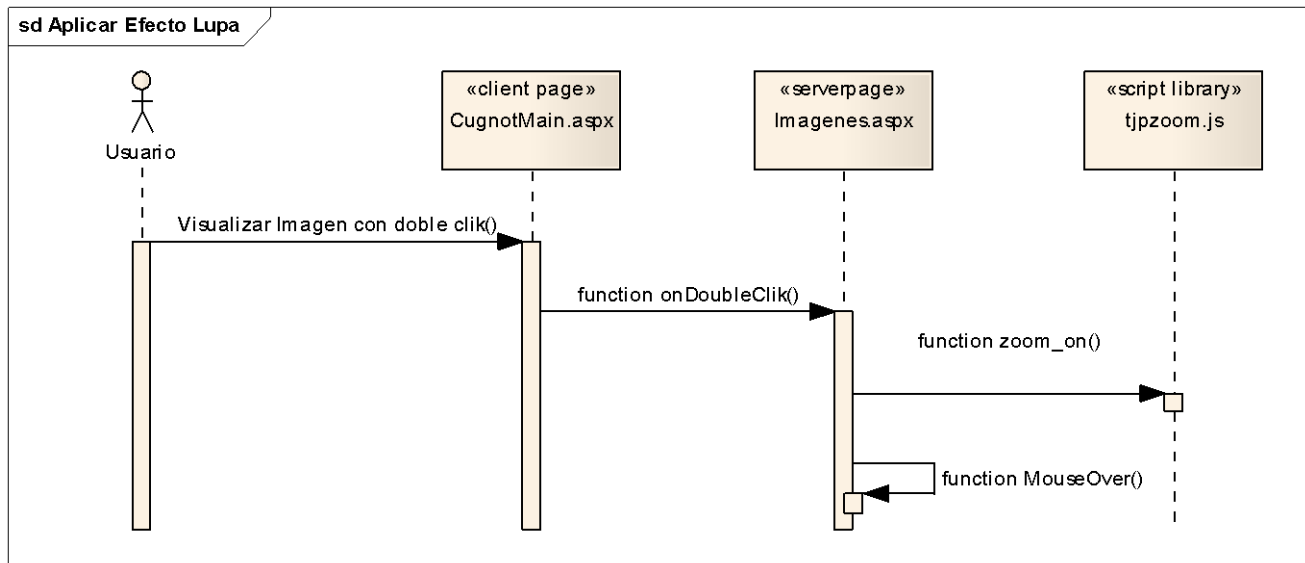 sd Aplicar Efecto Lupa
Usuario
«client page»
CugnotMain.aspx
«serverpage»
Imagenes.aspx
«script library»
tjpzoom.js
Visualizar Imagen con doble clik()
function onDoubleClik()
function zoom_on()
function MouseOver()